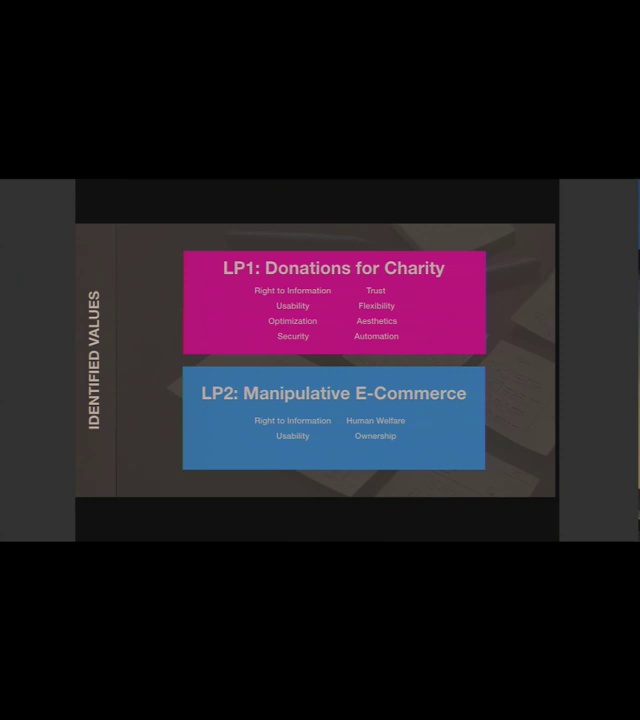 IDENTIFIED VALUES
LP1: Donations for Charity
Right to Information Trust
Usability Flexibility
Optimization Aesthetics
Security Automation
LP2: Manipulative E-Commerce
Right to Information Human Welfare
Usability Ownership